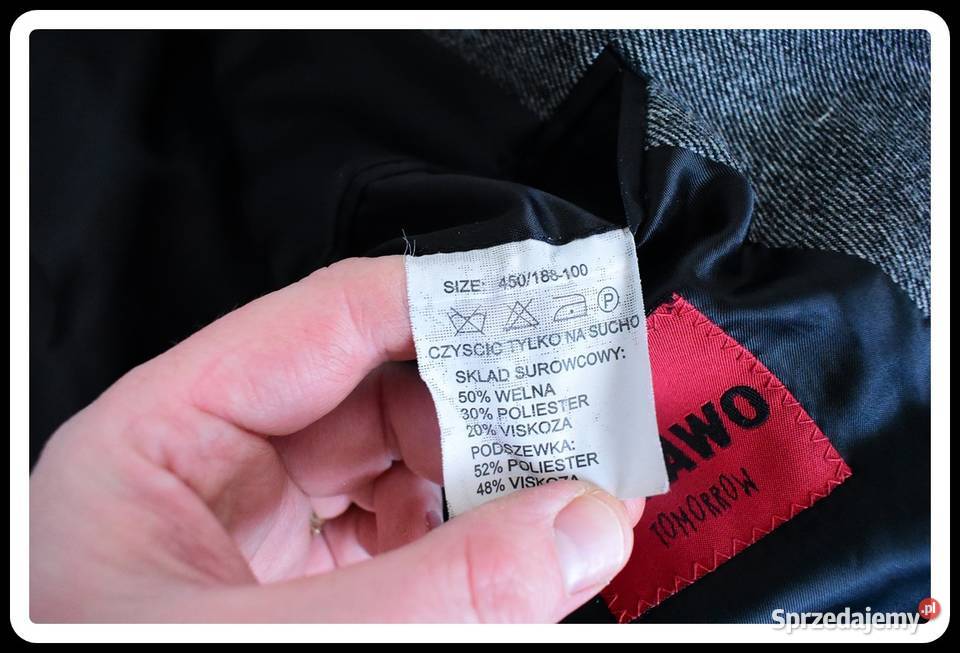 SIZE: 450/188-100
P
CZYSCIC TYLKO NA SUCHO
SKLAD SUROWCOWY:
50% WELNA
30% POLIESTER
20% VISKOZA
PODSZEWKA:
52% POLIESTER
48% VISKOZA
AWO
TOMORROW
Sprzedajemy.pl